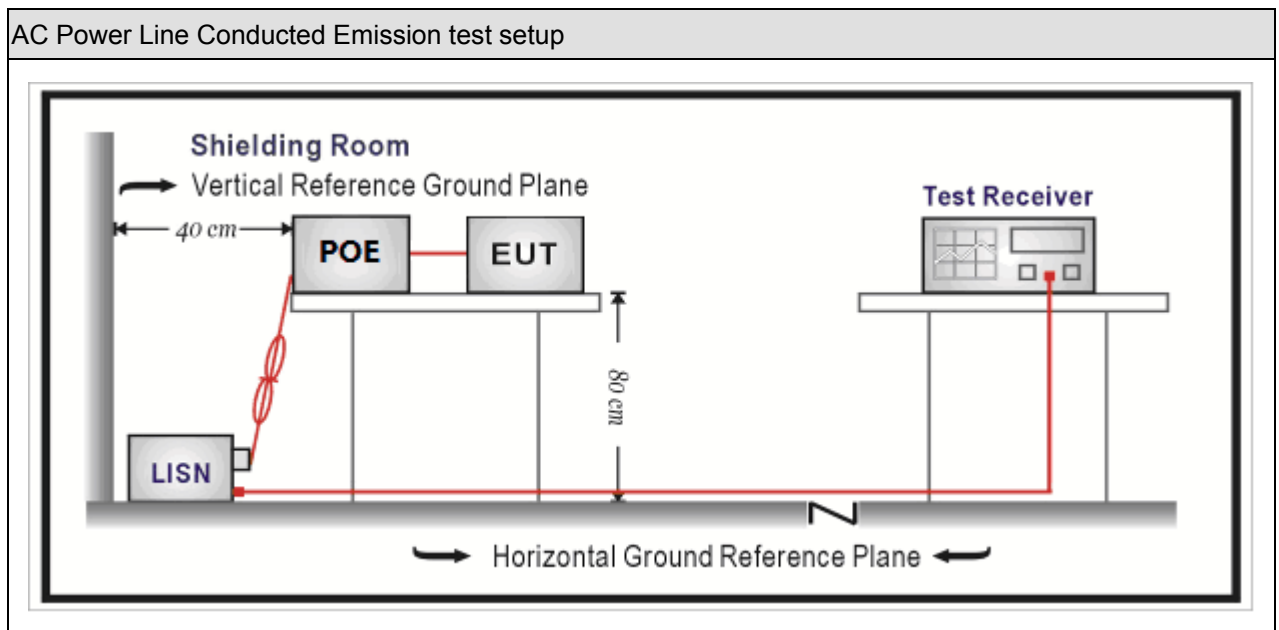 AC Power Line Conducted Emission test setup
Shielding Room
Vertical Reference Ground Plane
40 cm
POE
EUT
Test Receiver
80 cm
LISN
Horizontal Ground Reference Plane